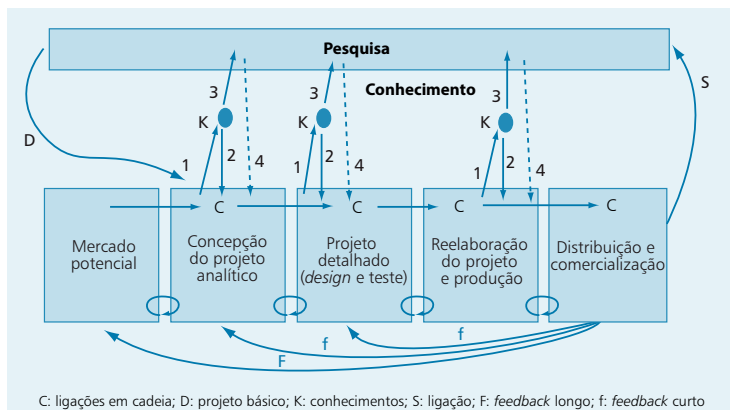 Pesquisa
Conhecimento
3
3
3
S
K
K
K
D
1
2
4
1
2
4
1
2
4
C
C
C
C
Mercado
potencial
Concepção
do projeto
analítico
Projeto
detalhado
(design e teste)
Reelaboração
do projeto
e produção
Distribuição e
comercialização
f
f
F
C: ligações em cadeia; D: projeto básico; K: conhecimentos; S: ligação; F: feedback longo; f: feedback curto